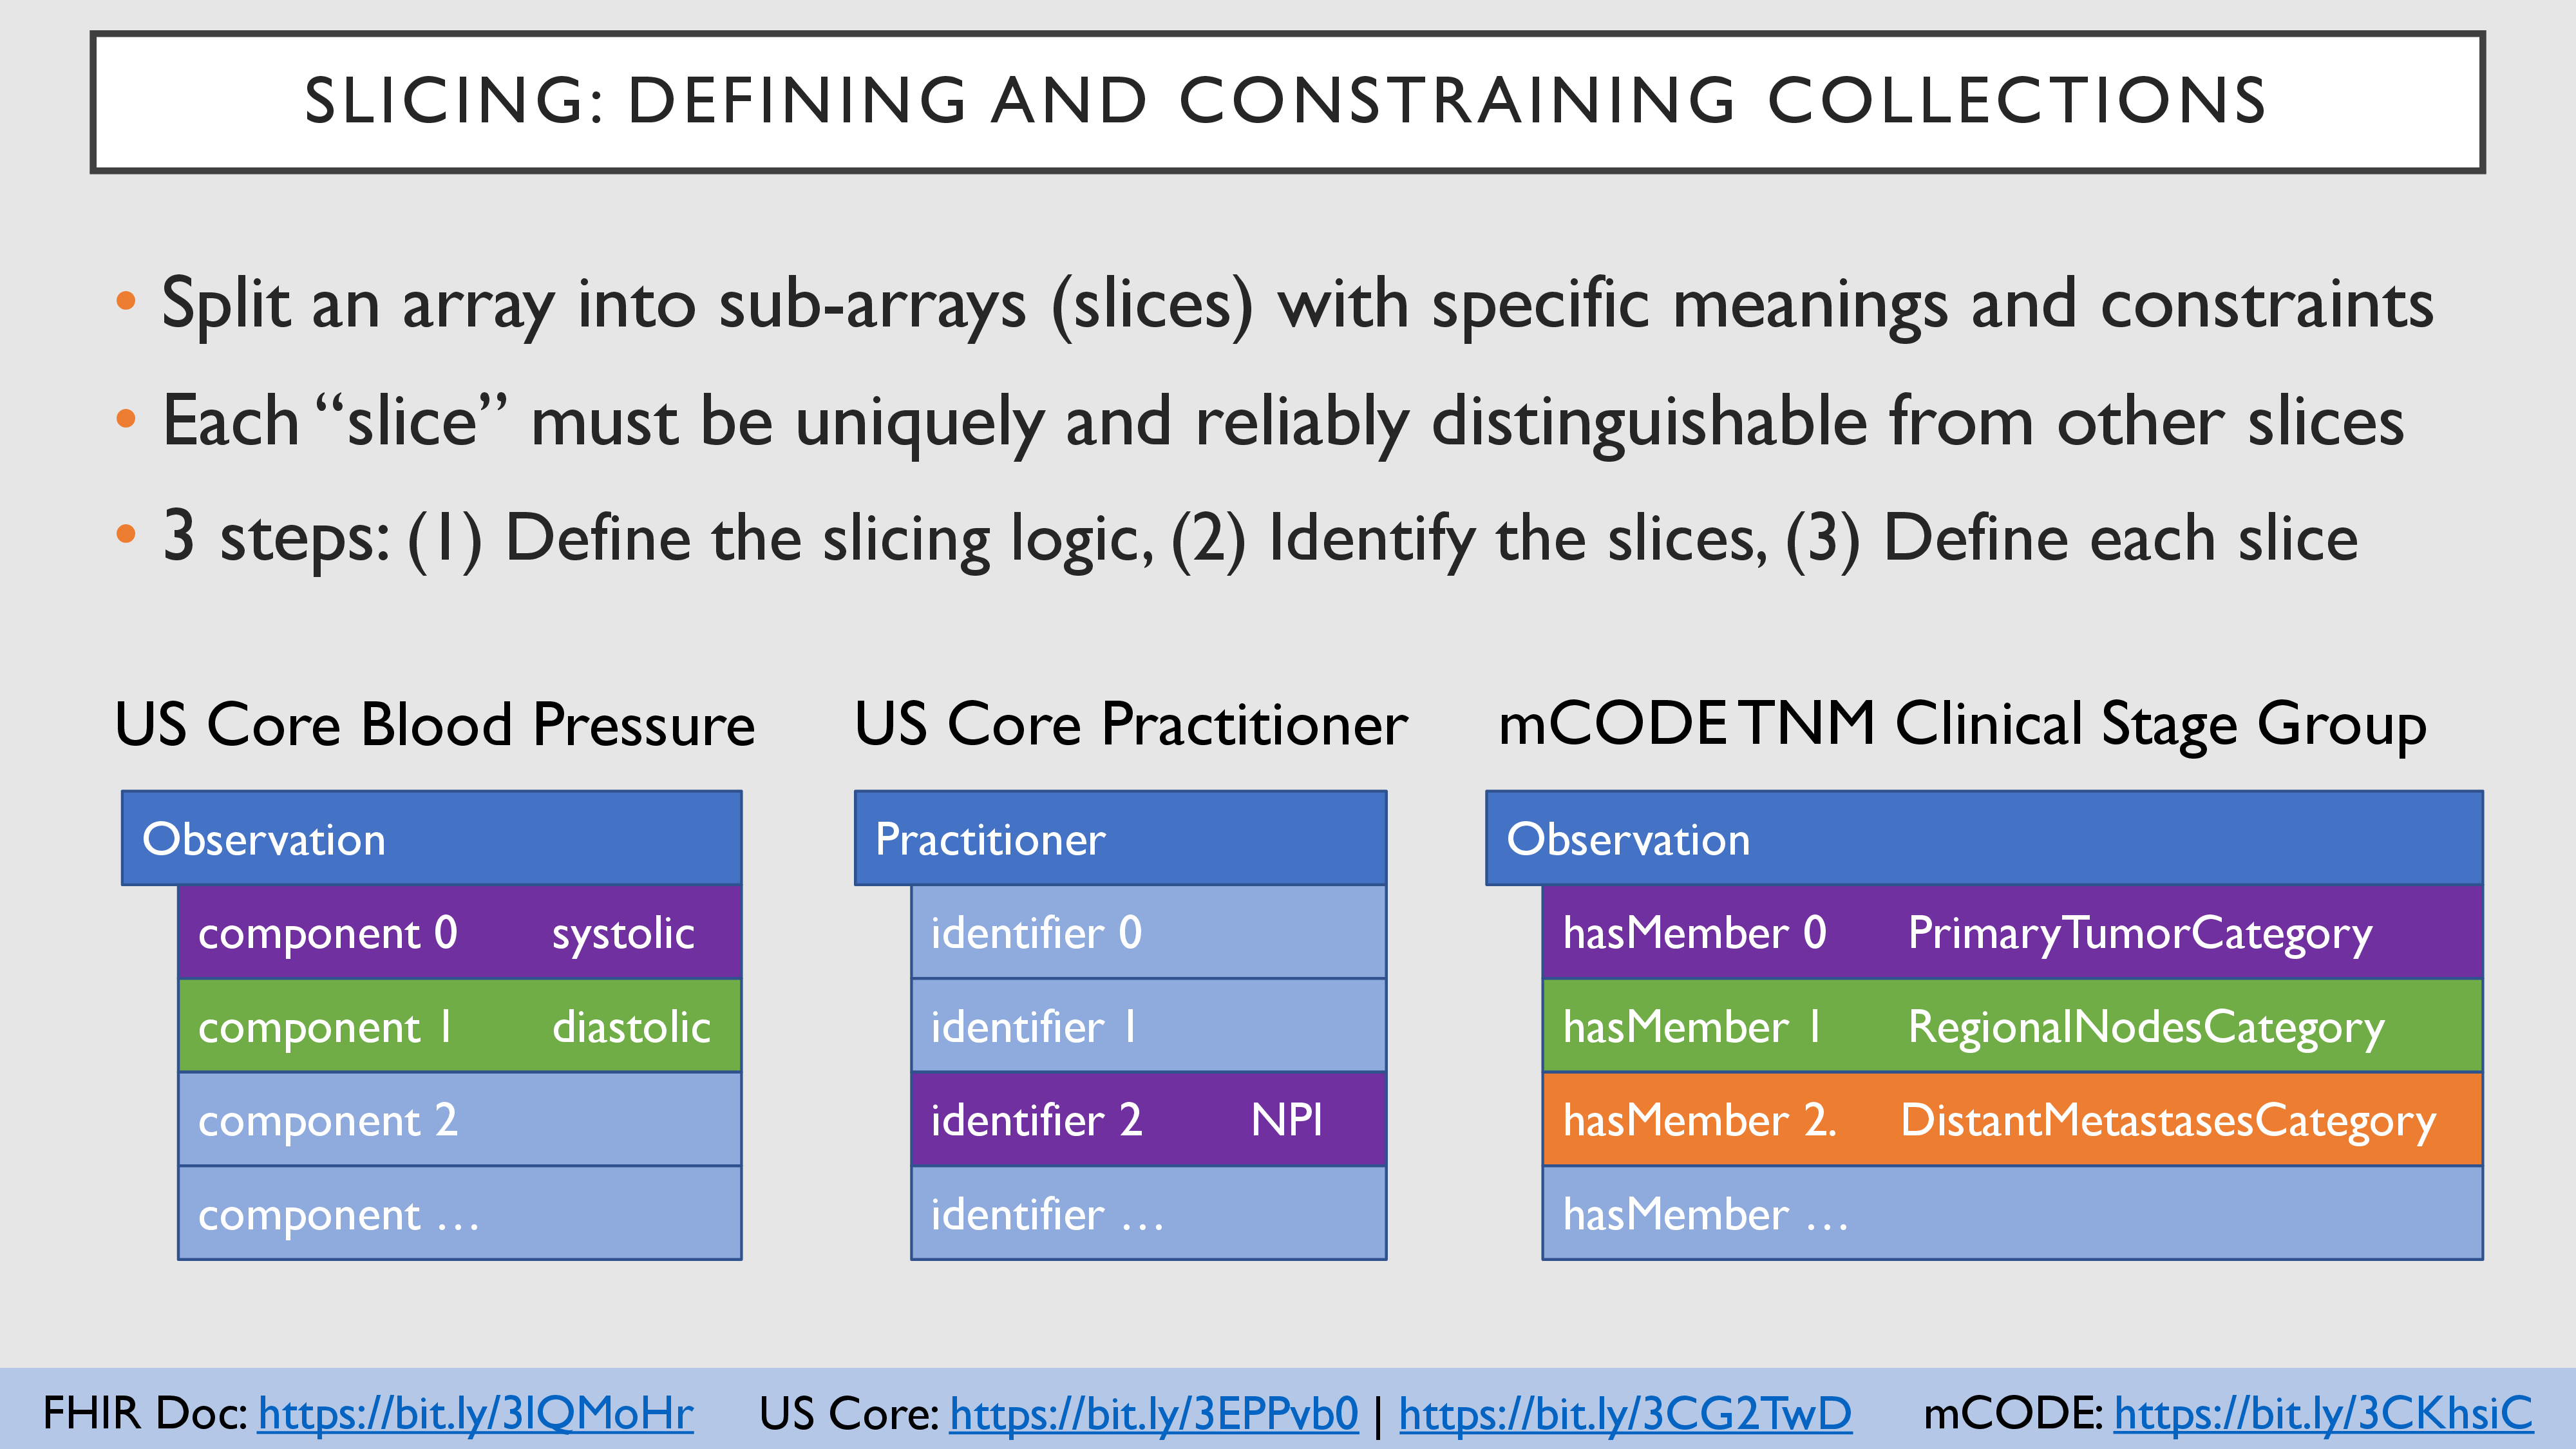 SLICING: DEFINING AND CONSTRAINING COLLECTIONS
• Split an array into sub-arrays (slices) with specific meanings and constraints
• Each “slice” must be uniquely and reliably distinguishable from other slices
• 3 steps: (1) Define the slicing logic, (2) Identify the slices, (3) Define each slice
US Core Blood Pressure
Observation
component 0 systolic
component 1 diastolic
component 2
component …
US Core Practitioner
Practitioner
identifier 0
identifier 1
identifier 2 NPI
identifier …
mCODE TNM Clinical Stage Group
Observation
hasMember 0 PrimaryTumorCategory
hasMember 1 RegionalNodesCategory
hasMember 2. DistantMetastasesCategory
hasMember …
FHIR Doc: https://bit.ly/3lQMoHr US Core: https://bit.ly/3EPPvb0 | https://bit.ly/3CG2TwD mCODE: https://bit.ly/3CKhsiC